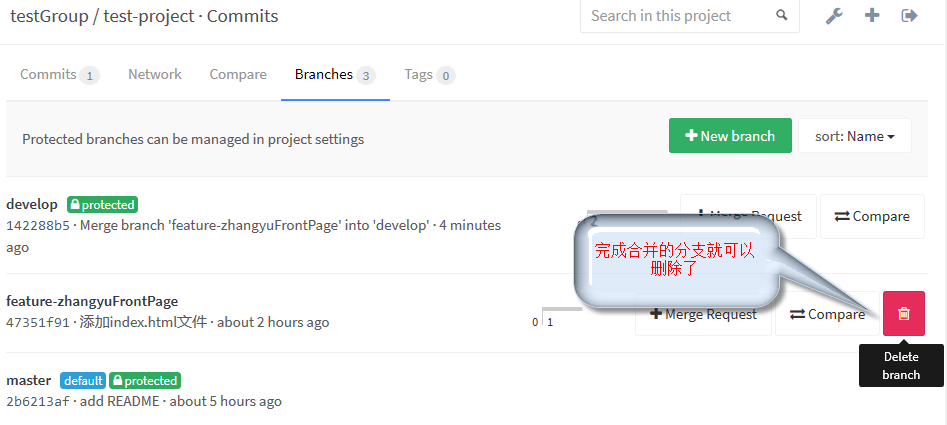 testGroup / test-project · Commits
Search in this project
Commits 1 Network Compare Branches 3 Tags 0
Protected branches can be managed in project settings
New branch
sort: Name
develop protected
142288b5 · Merge branch 'feature-zhangyuFrontPage' into 'develop' · 4 minutes
ago
Merge Request
Compare
完成合并的分支就可以
删除了
feature-zhangyuFrontPage
47351f91 · 添加index.html文件 · about 2 hours ago
0 1
Merge Request
Compare
Delete
branch
master default protected
2b6213af · add README · about 5 hours ago